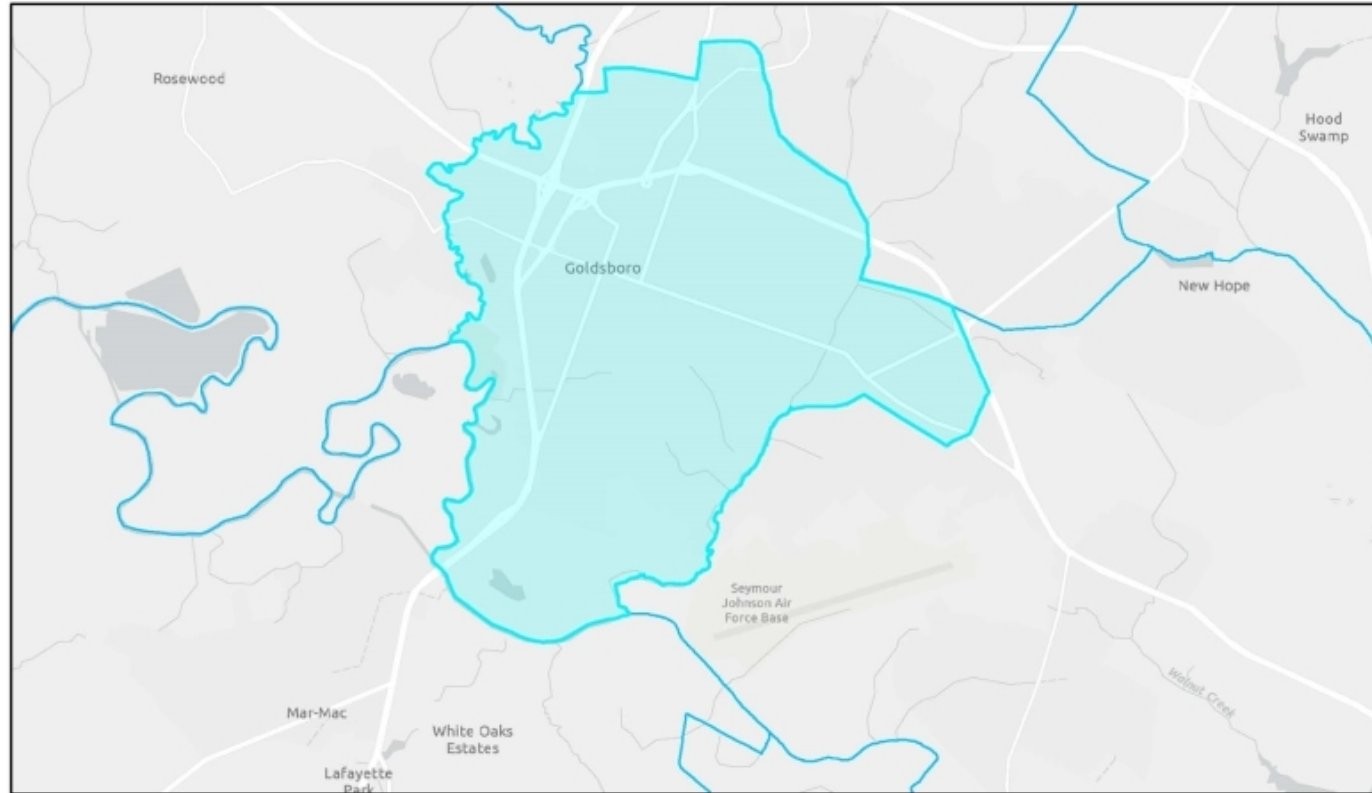 Rosewood
Hood
Swamp
Goldsboro
New Hope
Seymour
Johnson Air
Force Base
Walnut Creek
Mar-Mac
White Oaks
Estates
Lafayette
Park